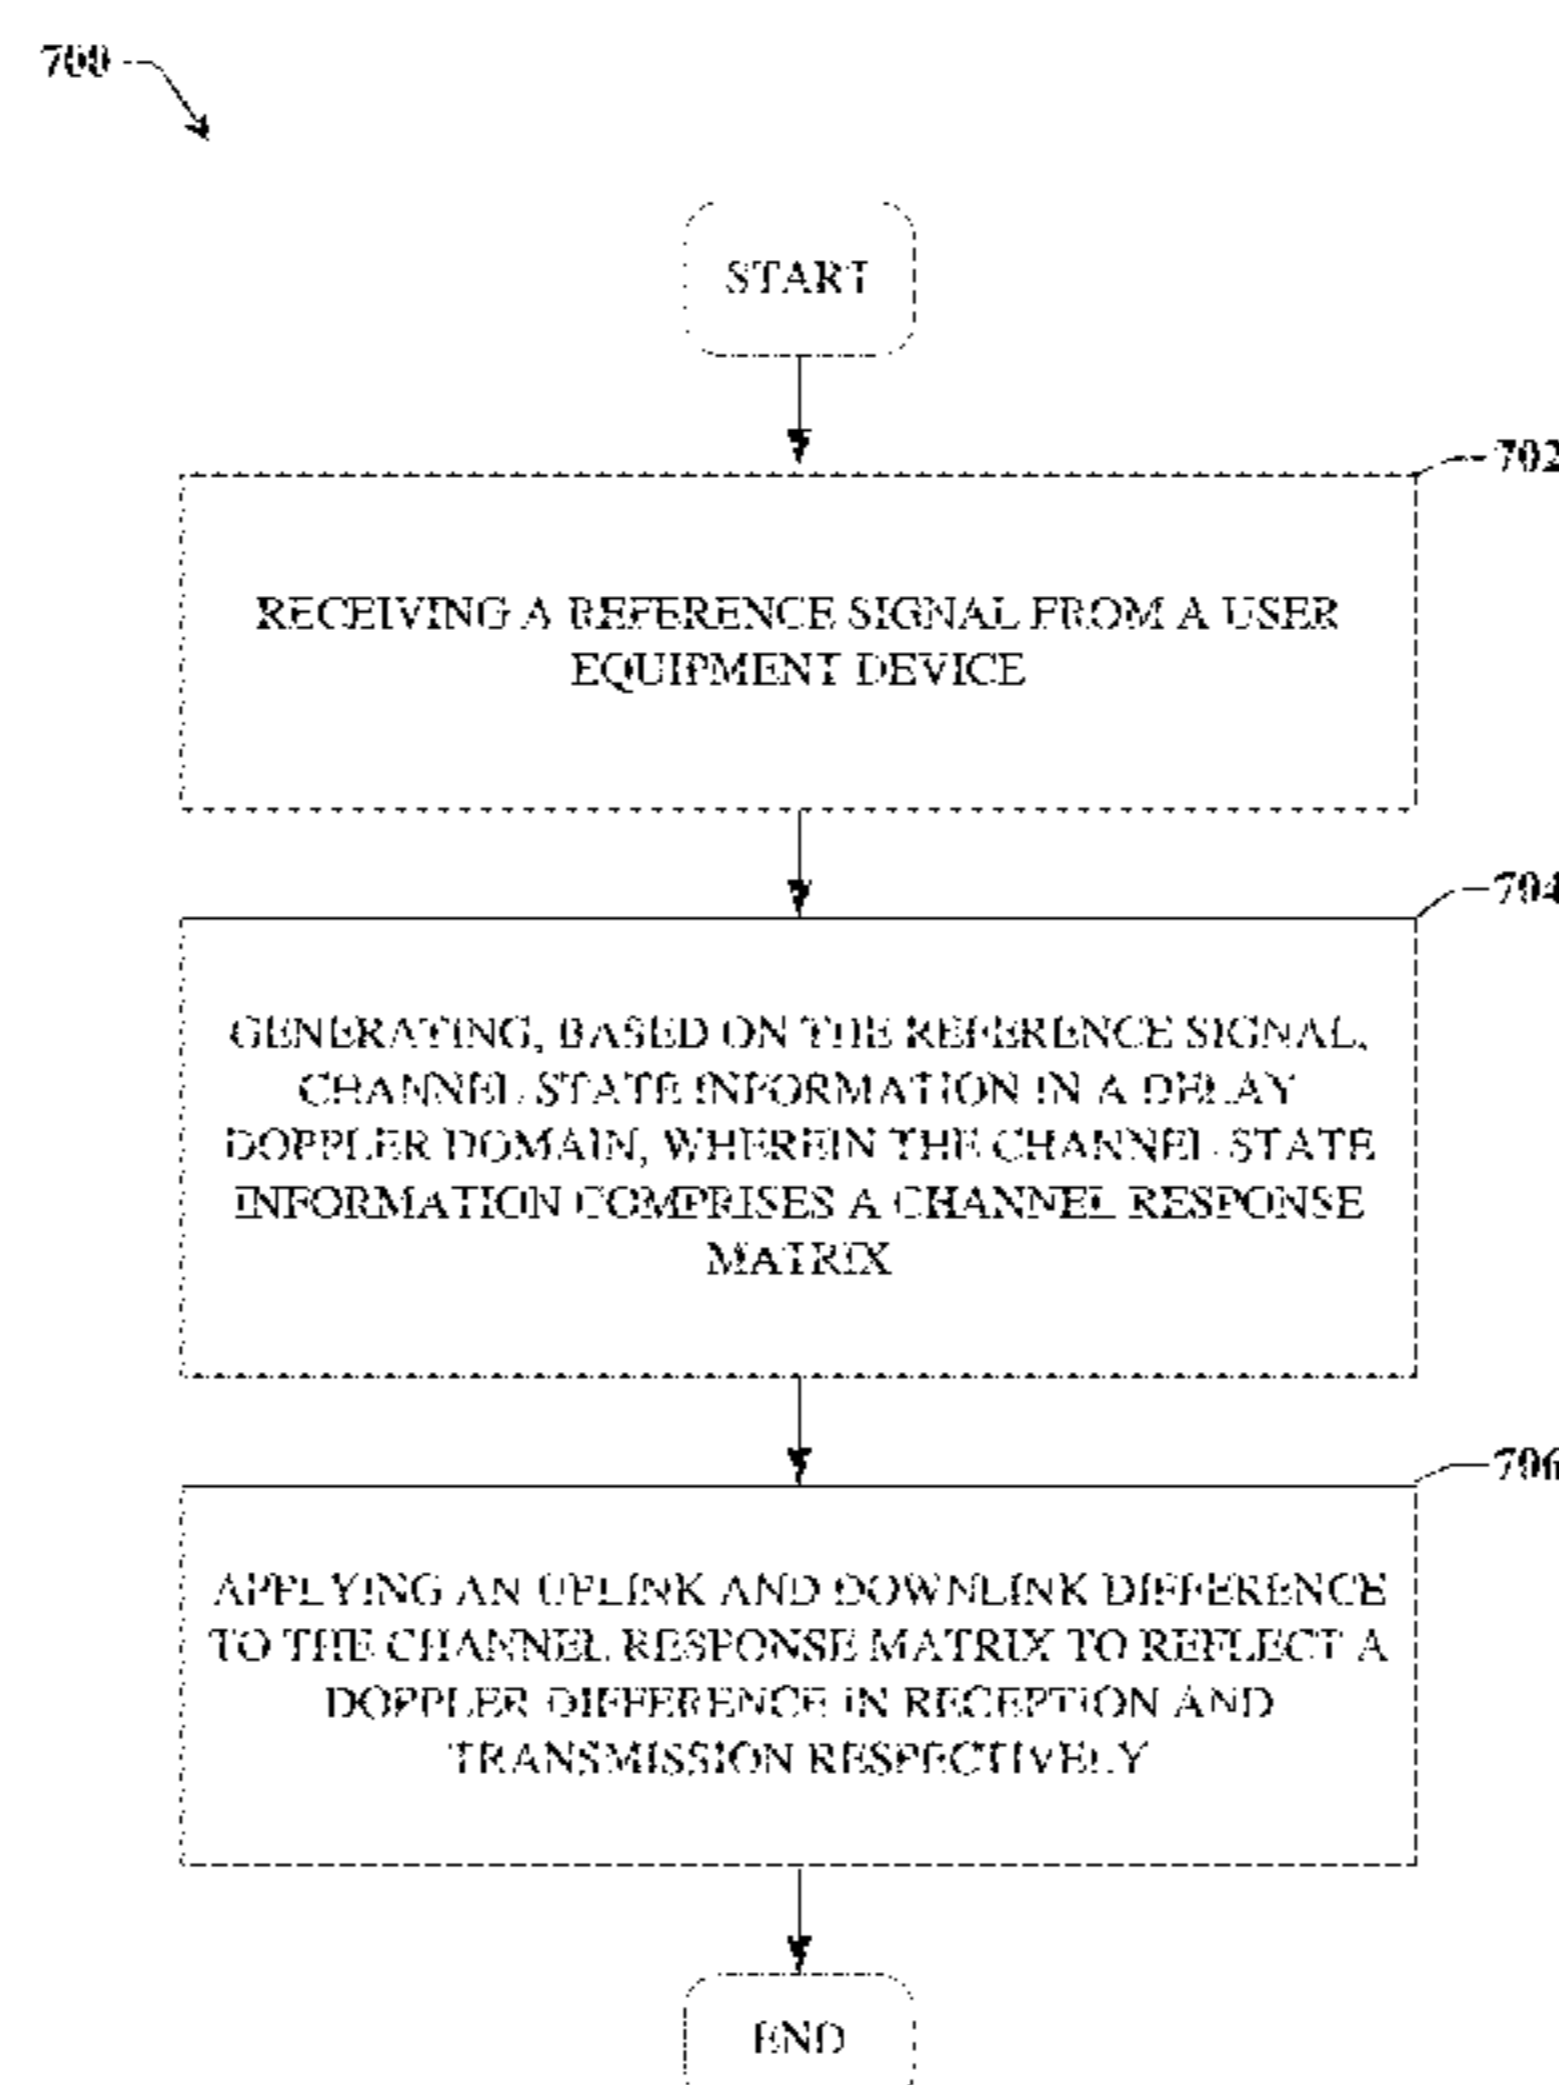 700
START
702
RECEIVING A REFERENCE SIGNAL FROM A USER
EQUIPMENT DEVICE
704
GENERATING, BASED ON THE REFERENCE SIGNAL,
CHANNEL STATE INFORMATION IN A DELAY
DOPPLER DOMAIN, WHEREIN THE CHANNEL STATE
INFORMATION COMPRISES A CHANNEL RESPONSE
MATRIX
706
APPLYING AN UPLINK AND DOWNLINK DIFFERENCE
TO THE CHANNEL RESPONSE MATRIX TO REFLECT A
DOPPLER DIFFERENCE IN RECEPTION AND
TRANSMISSION RESPECTIVELY
END